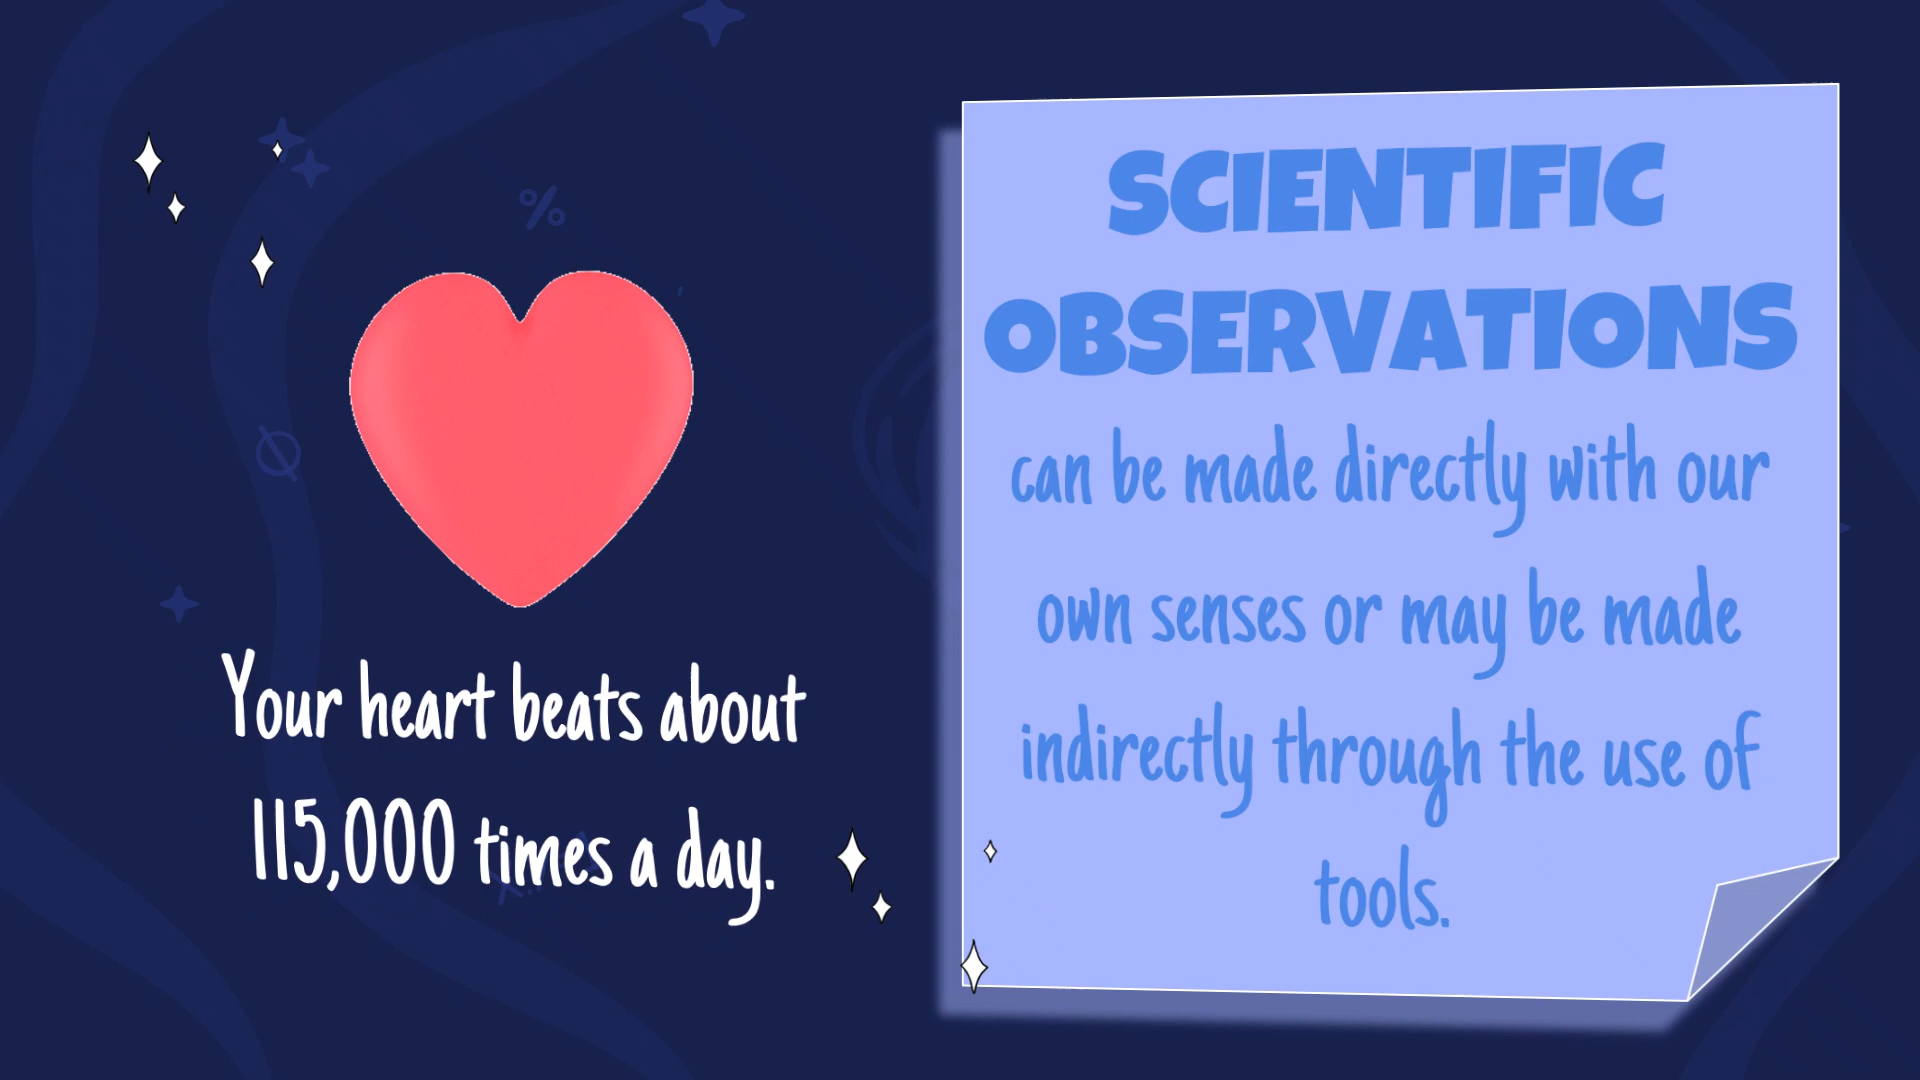 Your heart beats about
115,000 times a day.
SCIENTIFIC
OBSERVATIONS
can be made directly with our
own senses or may be made
indirectly through the use of
tools.